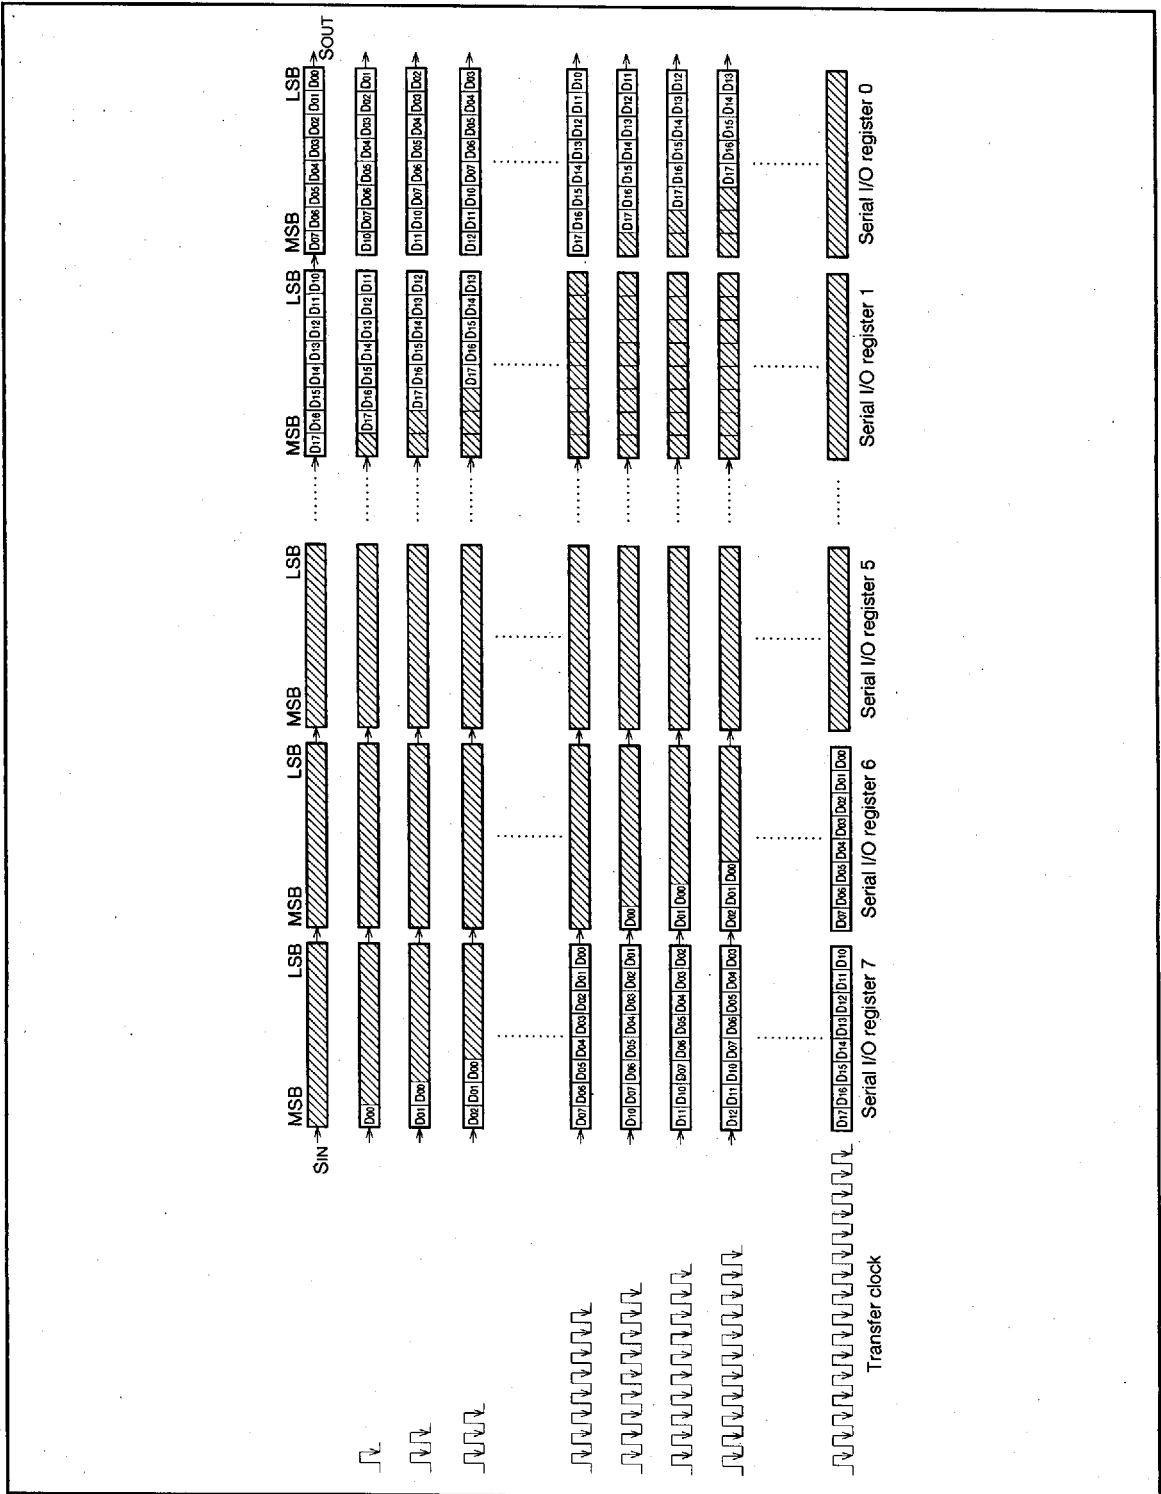 MSB LSB MSB LSB MSB LSB MSB LSB MSB LSB
SIN D17 D16 D15 D14 D13 D12 D11 D10 D07 D06 D05 D04 D03 D02 D01 D00 SOUT
D00 D17 D16 D15 D14 D13 D12 D11 D10 D07 D06 D05 D04 D03 D02 D01
D01 D00 D17 D16 D15 D14 D13 D12 D11 D10 D07 D06 D05 D04 D03 D02
D02 D01 D00 D17 D16 D15 D14 D13 D12 D11 D10 D07 D06 D05 D04 D03
D07 D06 D05 D04 D03 D02 D01 D00 D17 D16 D15 D14 D13 D12 D11 D10
D10 D07 D06 D05 D04 D03 D02 D01 D00 D17 D16 D15 D14 D13 D12 D11
D11 D10 D07 D06 D05 D04 D03 D02 D01 D00 D17 D16 D15 D14 D13 D12
D12 D11 D10 D07 D06 D05 D04 D03 D02 D01 D00 D17 D16 D15 D14 D13
D17 D16 D15 D14 D13 D12 D11 D10 D07 D06 D05 D04 D03 D02 D01 D00
Transfer clock Serial I/O register 7 Serial I/O register 6 Serial I/O register 5 Serial I/O register 1 Serial I/O register 0